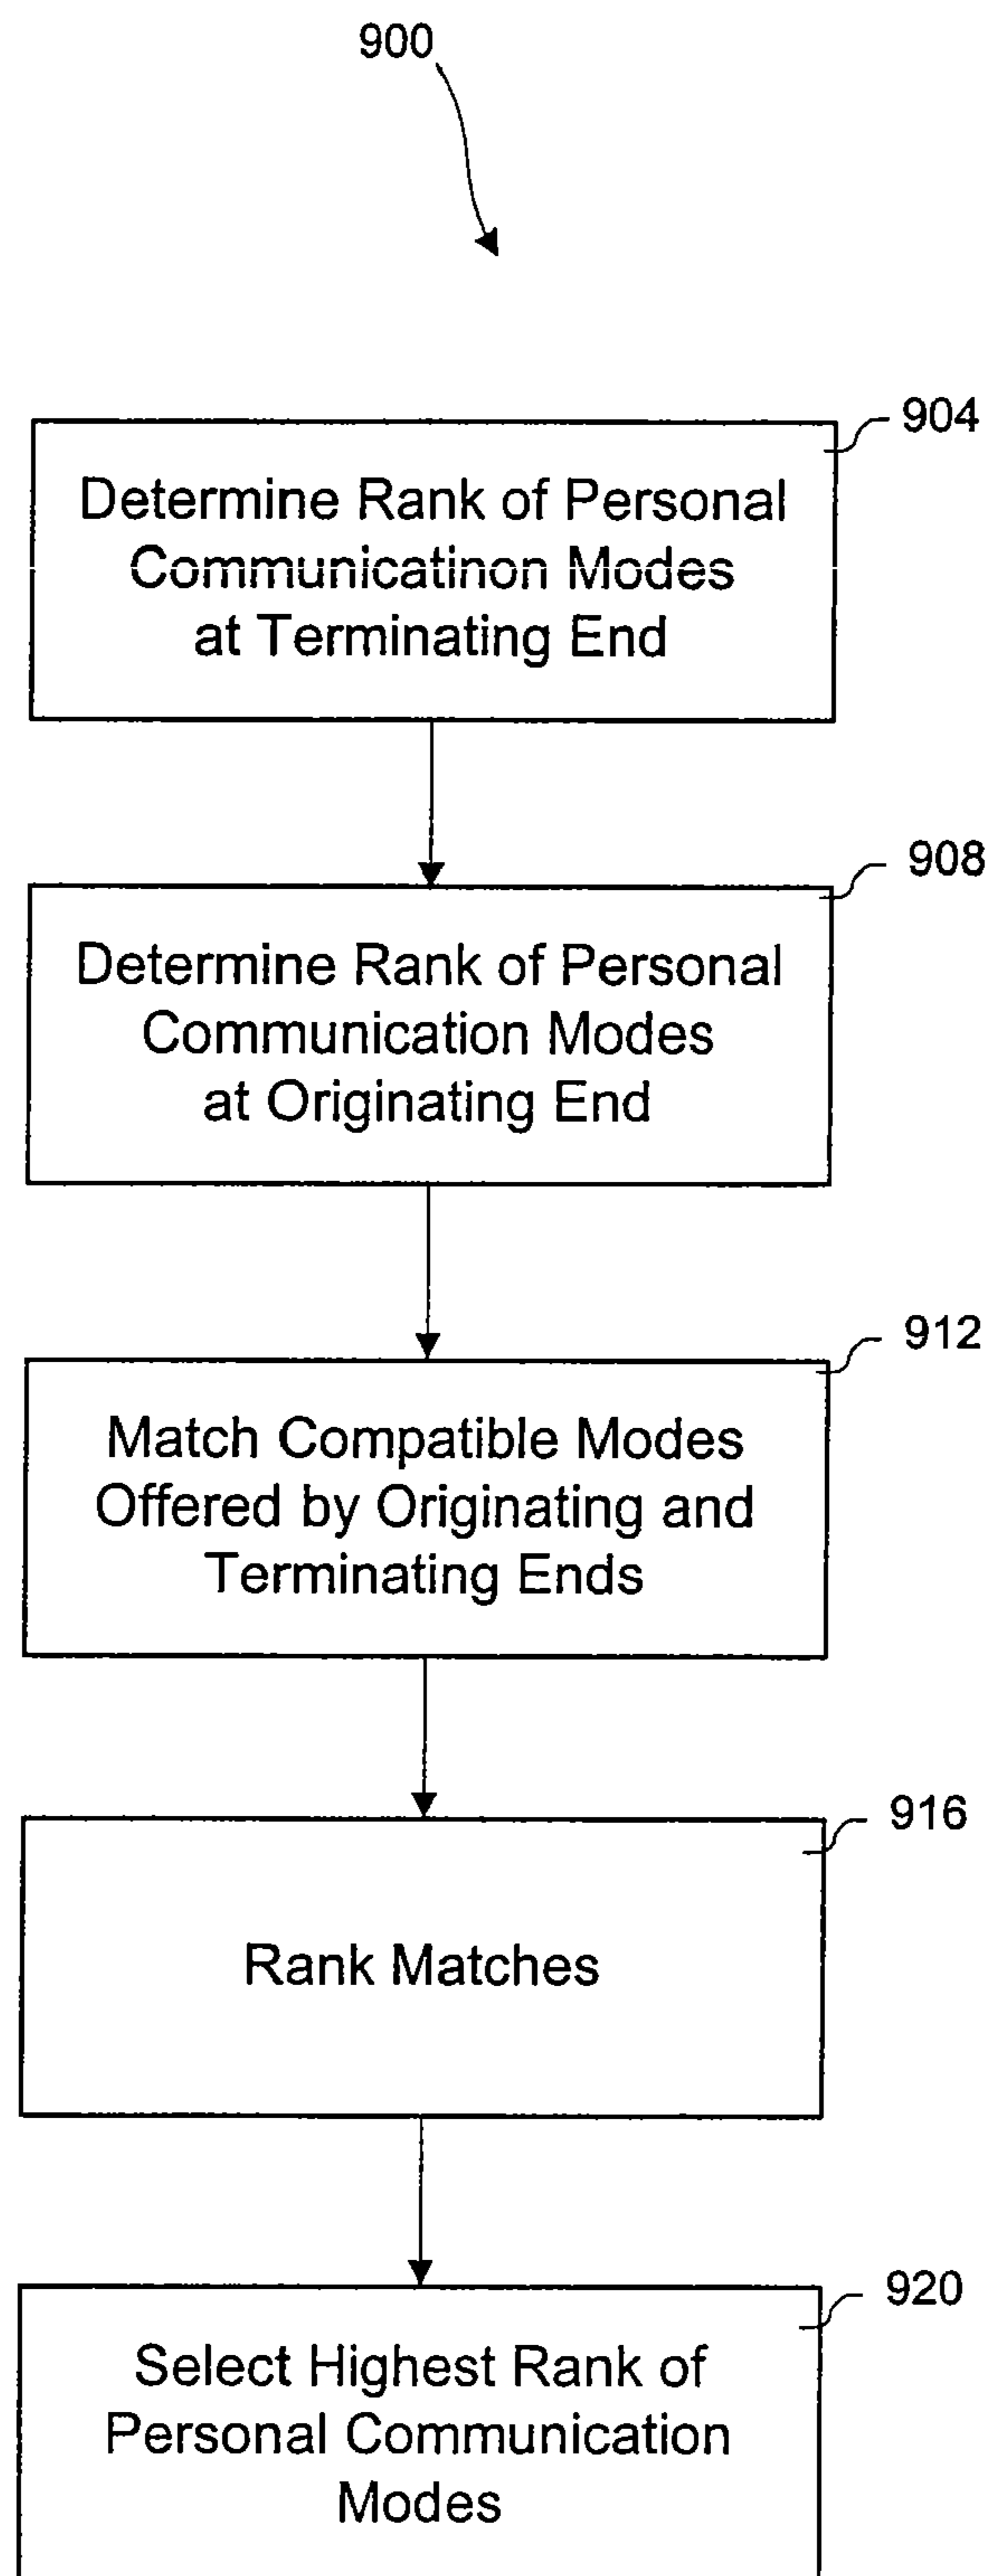 900
904
Determine Rank of Personal
Communicatinon Modes
at Terminating End
908
Determine Rank of Personal
Communication Modes
at Originating End
912
Match Compatible Modes
Offered by Originating and
Terminating Ends
916
Rank Matches
920
Select Highest Rank of
Personal Communication
Modes